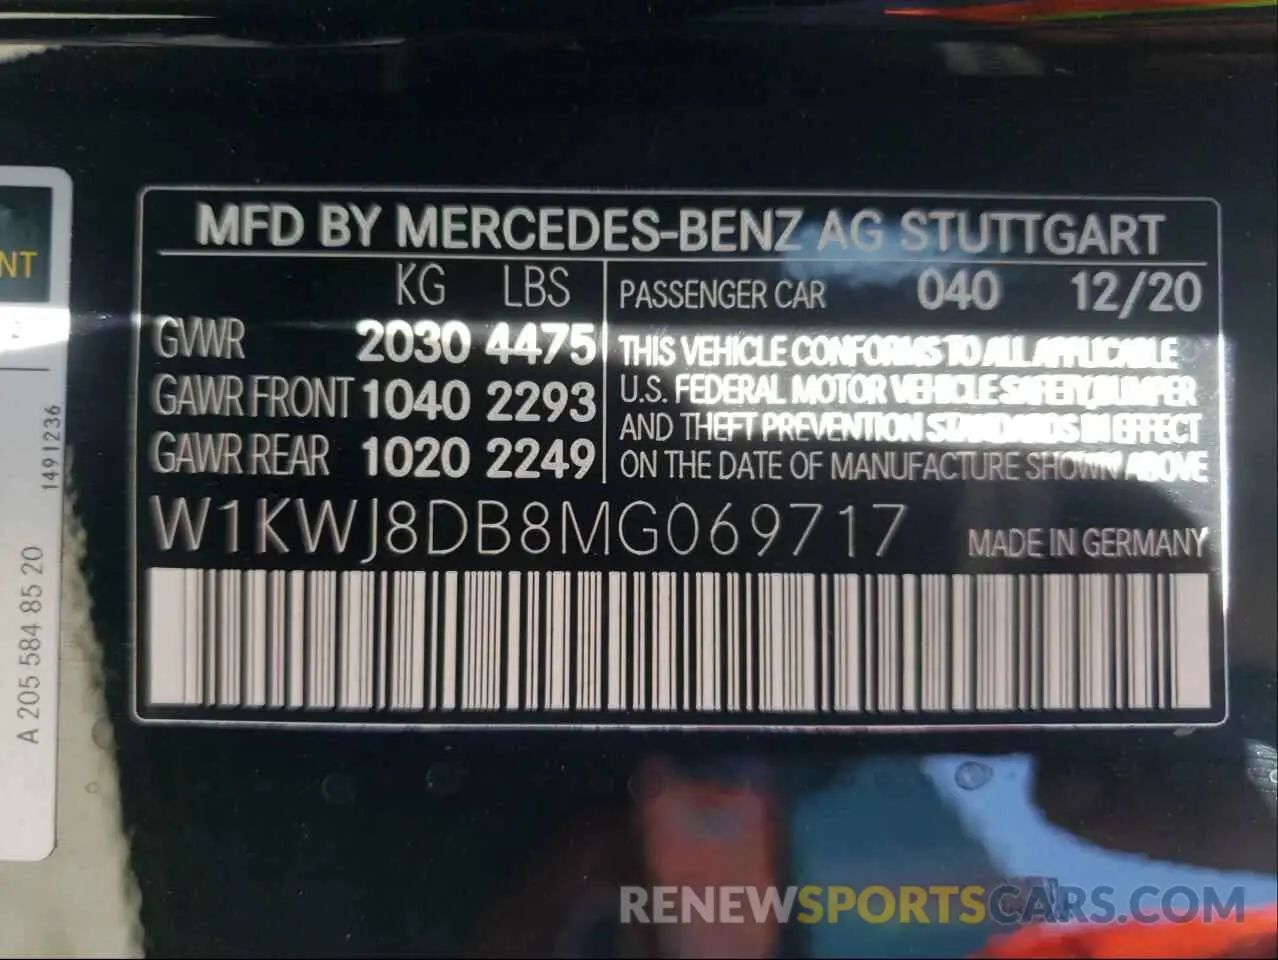 MFD BY MERCEDES-BENZ AG STUTTGART
KG LBS
GVWR 2030 4475
GAWR FRONT 1040 2293
GAWR REAR 1020 2249
PASSENGER CAR 040 12/20
THIS VEHICLE CONFORMS TO ALL APPLICABLE
U.S. FEDERAL MOTOR VEHICLE SAFETY, BUMPER
AND THEFT PREVENTION STANDARDS IN EFFECT
ON THE DATE OF MANUFACTURE SHOWN ABOVE
W1KWJ8DB8MG069717
MADE IN GERMANY
NT
1491236
A 205 584 85 20
RENEWSPORTSCARS.COM